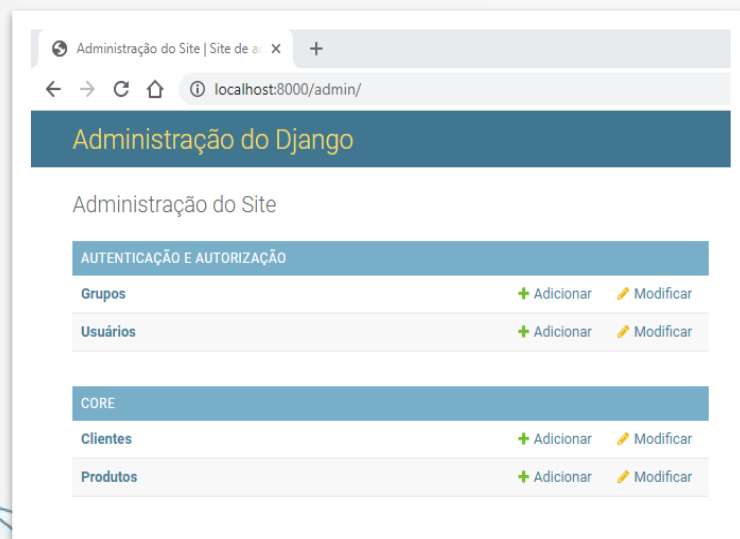 Administração do Site | Site de a
localhost:8000/admin/
Administração do Django
Administração do Site
AUTENTICAÇÃO E AUTORIZAÇÃO
Grupos Adicionar Modificar
Usuários Adicionar Modificar
CORE
Clientes Adicionar Modificar
Produtos Adicionar Modificar